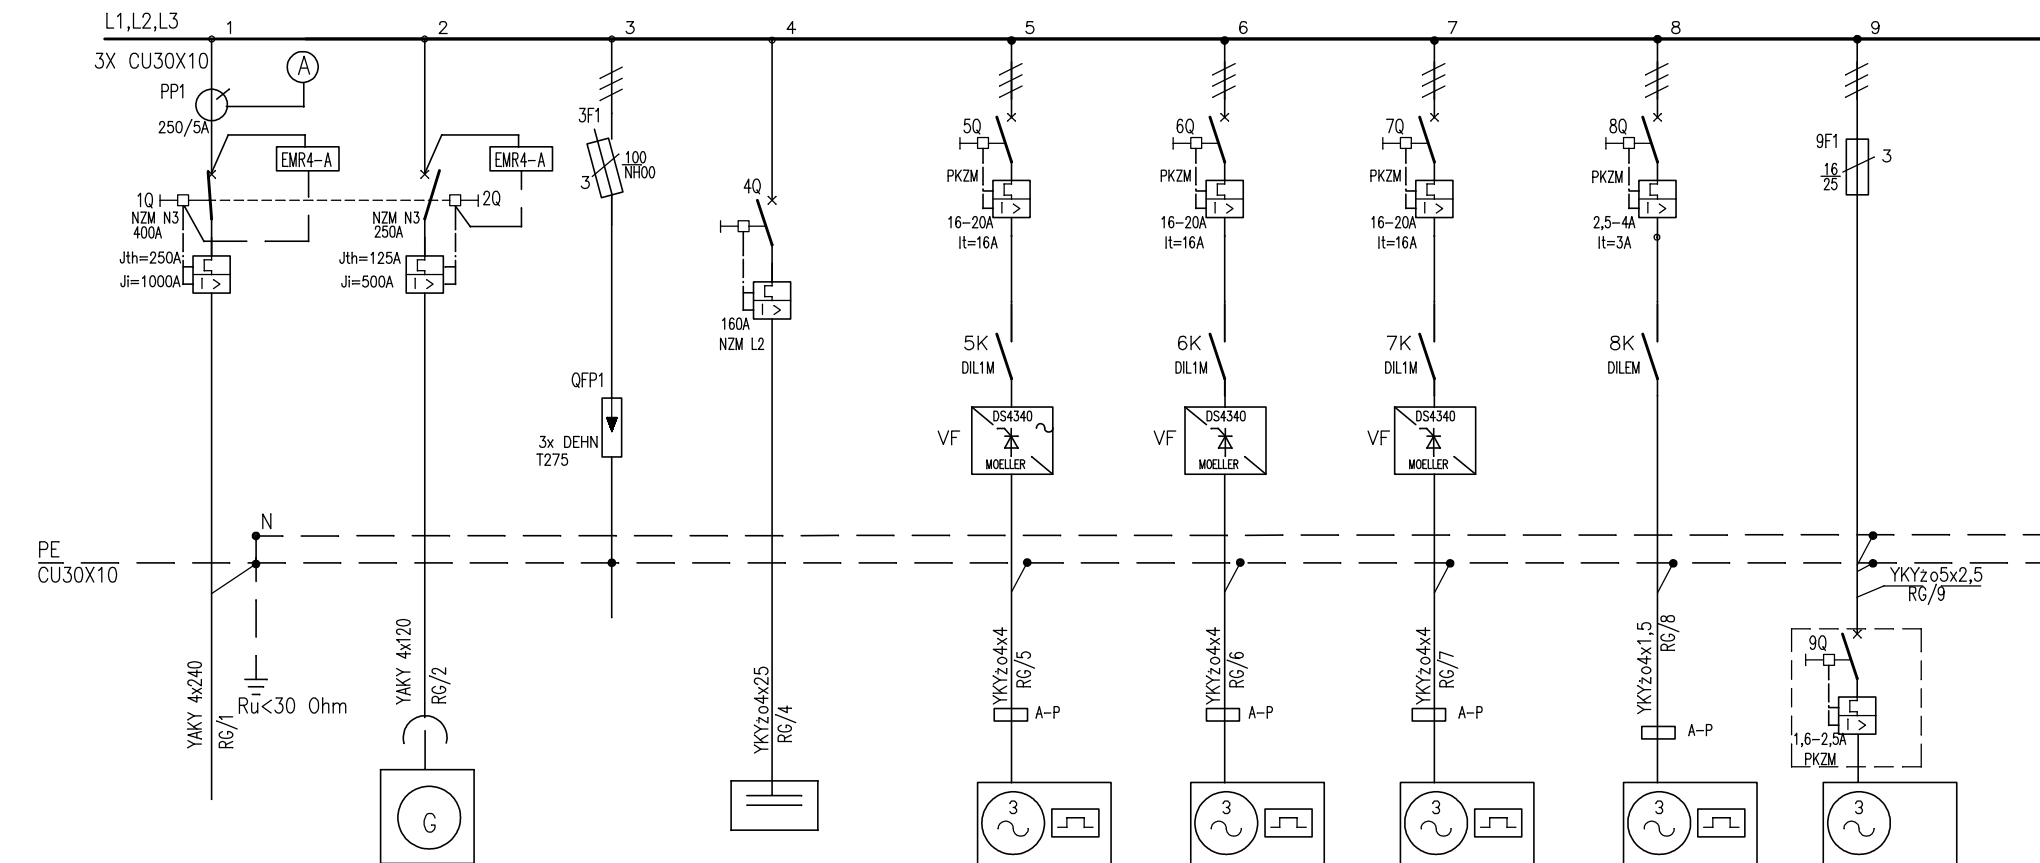 L1,L2,L3
1
2
3
4
5
6
7
8
9
3X CU30X10
A
PP1
250/5A
EMR4-A
EMR4-A
1Q
NZM N3
400A
Jth=250A
Ji=1000A
I >
NZM N3
250A
2Q
Jth=125A
Ji=500A
I >
3F1
100
NH00
3
QFP1
3x DEHN
T275
4Q
I >
160A
NZM L2
5Q
PKZM
I >
16-20A
It=16A
6Q
PKZM
I >
16-20A
It=16A
7Q
PKZM
I >
16-20A
It=16A
8Q
PKZM
I >
2,5-4A
It=3A
9F1
16
25
3
5K
DIL1M
6K
DIL1M
7K
DIL1M
8K
DILEM
VF
DS4340
MOELLER
VF
DS4340
MOELLER
VF
DS4340
MOELLER
N
PE
CU30X10
YKYżo5x2,5
RG/9
YAKY 4x240
RG/1
Ru<30 Ohm
YAKY 4x120
RG/2
YKYżo4x25
RG/4
YKYżo4x4
RG/5
A-P
YKYżo4x4
RG/6
A-P
YKYżo4x4
RG/7
A-P
YKYżo4x1,5
RG/8
A-P
9Q
I >
1,6-2,5A
PKZM
G
3
3
3
3
3